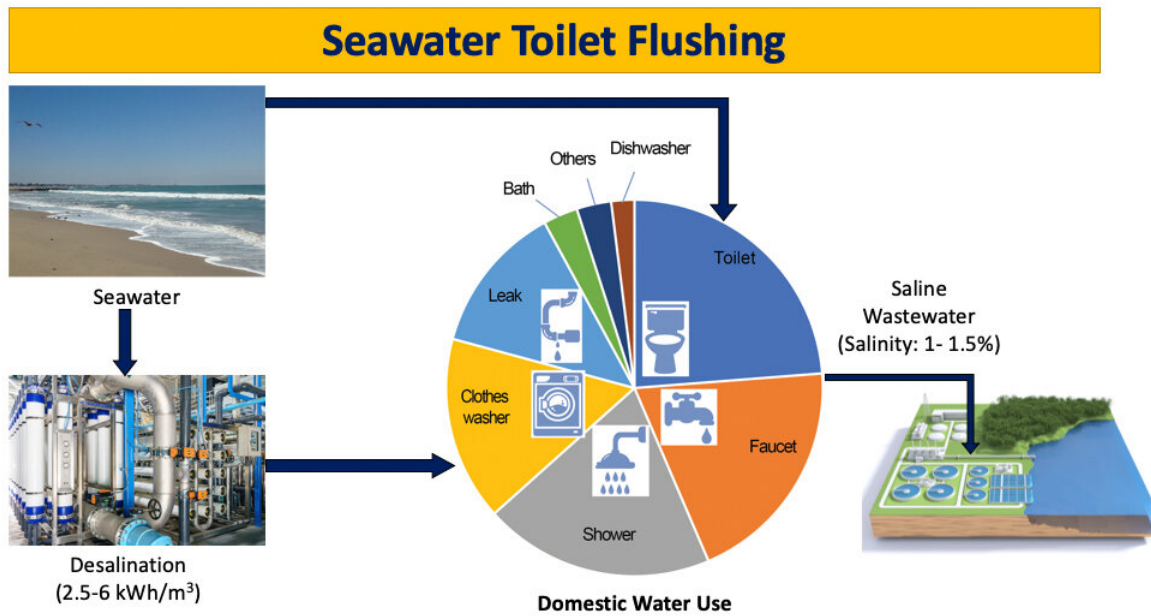 Seawater Toilet Flushing
Seawater
Desalination
(2.5-6 kWh/m³)
Dishwasher
Others
Bath
Toilet
Leak
Clothes
washer
Faucet
Shower
Domestic Water Use
Saline
Wastewater
(Salinity: 1- 1.5%)